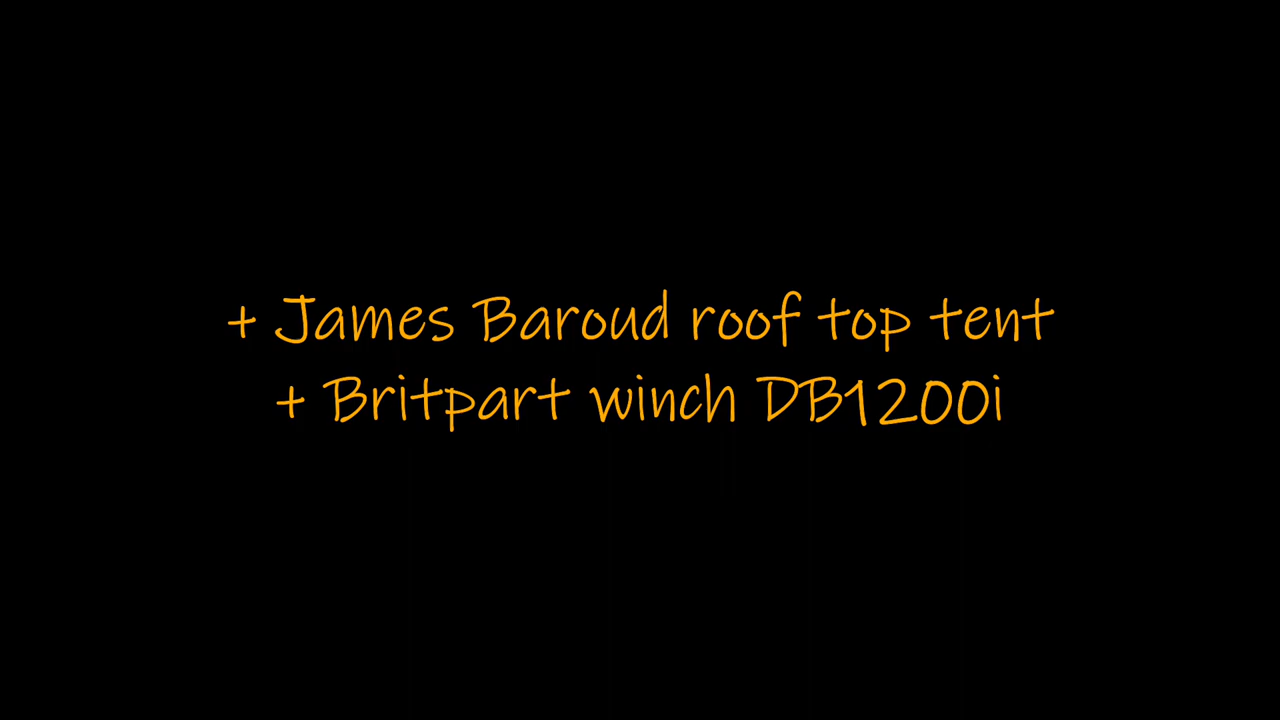 + James Baroud roof top tent
+ Britpart winch DB1200i